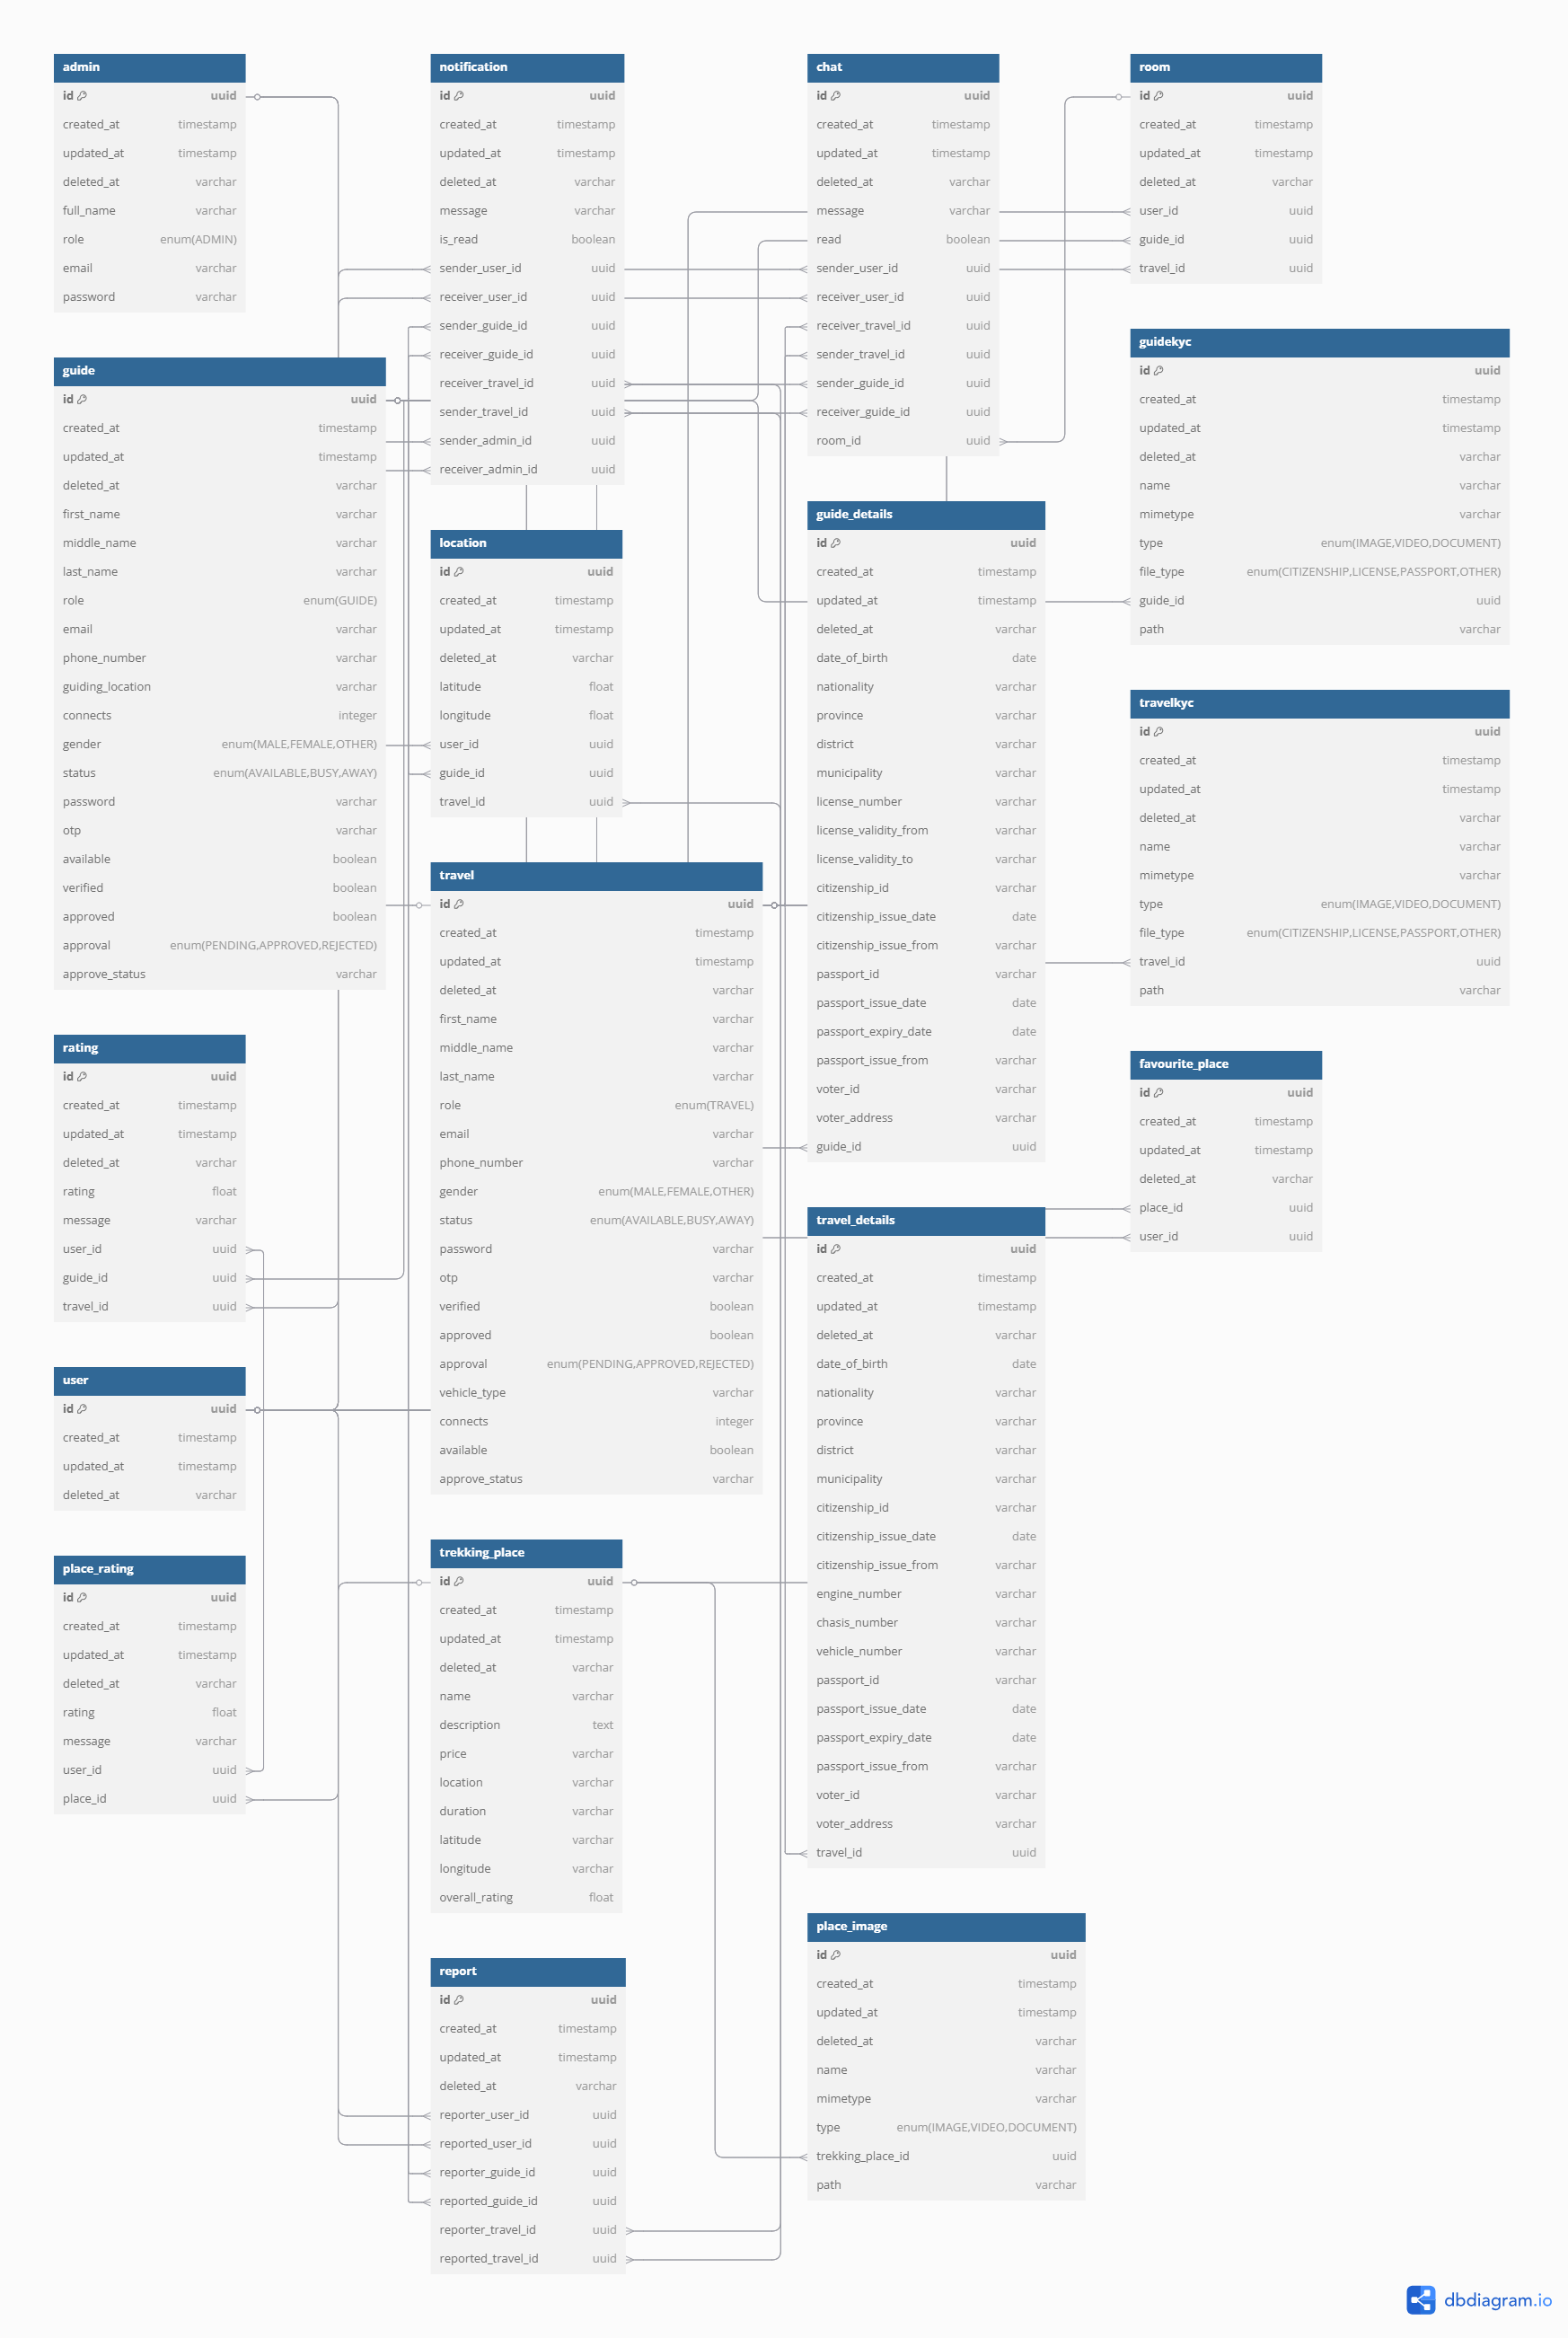 admin
id uuid
created_at timestamp
updated_at timestamp
deleted_at varchar
full_name varchar
role enum(ADMIN)
email varchar
password varchar
guide
id uuid
created_at timestamp
updated_at timestamp
deleted_at varchar
first_name varchar
middle_name varchar
last_name varchar
role enum(GUIDE)
email varchar
phone_number varchar
guiding_location varchar
connects integer
gender enum(MALE,FEMALE,OTHER)
status enum(AVAILABLE,BUSY,AWAY)
password varchar
otp varchar
available boolean
verified boolean
approved boolean
approval enum(PENDING,APPROVED,REJECTED)
approve_status varchar
rating
id uuid
created_at timestamp
updated_at timestamp
deleted_at varchar
rating float
message varchar
user_id uuid
guide_id uuid
travel_id uuid
user
id uuid
created_at timestamp
updated_at timestamp
deleted_at varchar
place_rating
id uuid
created_at timestamp
updated_at timestamp
deleted_at varchar
rating float
message varchar
user_id uuid
place_id uuid
notification
id uuid
created_at timestamp
updated_at timestamp
deleted_at varchar
message varchar
is_read boolean
sender_user_id uuid
receiver_user_id uuid
sender_guide_id uuid
receiver_guide_id uuid
receiver_travel_id uuid
sender_travel_id uuid
sender_admin_id uuid
receiver_admin_id uuid
location
id uuid
created_at timestamp
updated_at timestamp
deleted_at varchar
latitude float
longitude float
user_id uuid
guide_id uuid
travel_id uuid
travel
id uuid
created_at timestamp
updated_at timestamp
deleted_at varchar
first_name varchar
middle_name varchar
last_name varchar
role enum(TRAVEL)
email varchar
phone_number varchar
gender enum(MALE,FEMALE,OTHER)
status enum(AVAILABLE,BUSY,AWAY)
password varchar
otp varchar
verified boolean
approved boolean
approval enum(PENDING,APPROVED,REJECTED)
vehicle_type varchar
connects integer
available boolean
approve_status varchar
trekking_place
id uuid
created_at timestamp
updated_at timestamp
deleted_at varchar
name varchar
description text
price varchar
location varchar
duration varchar
latitude varchar
longitude varchar
overall_rating float
report
id uuid
created_at timestamp
updated_at timestamp
deleted_at varchar
reporter_user_id uuid
reported_user_id uuid
reporter_guide_id uuid
reported_guide_id uuid
reporter_travel_id uuid
reported_travel_id uuid
chat
id uuid
created_at timestamp
updated_at timestamp
deleted_at varchar
message varchar
read boolean
sender_user_id uuid
receiver_user_id uuid
receiver_travel_id uuid
sender_travel_id uuid
sender_guide_id uuid
receiver_guide_id uuid
room_id uuid
guide_details
id uuid
created_at timestamp
updated_at timestamp
deleted_at varchar
date_of_birth date
nationality varchar
province varchar
district varchar
municipality varchar
license_number varchar
license_validity_from varchar
license_validity_to varchar
citizenship_id varchar
citizenship_issue_date date
citizenship_issue_from varchar
passport_id varchar
passport_issue_date date
passport_expiry_date date
passport_issue_from varchar
voter_id varchar
voter_address varchar
guide_id uuid
travel_details
id uuid
created_at timestamp
updated_at timestamp
deleted_at varchar
date_of_birth date
nationality varchar
province varchar
district varchar
municipality varchar
citizenship_id varchar
citizenship_issue_date date
citizenship_issue_from varchar
engine_number varchar
chasis_number varchar
vehicle_number varchar
passport_id varchar
passport_issue_date date
passport_expiry_date date
passport_issue_from varchar
voter_id varchar
voter_address varchar
travel_id uuid
place_image
id uuid
created_at timestamp
updated_at timestamp
deleted_at varchar
name varchar
mimetype varchar
type enum(IMAGE,VIDEO,DOCUMENT)
trekking_place_id uuid
path varchar
room
id uuid
created_at timestamp
updated_at timestamp
deleted_at varchar
user_id uuid
guide_id uuid
travel_id uuid
guidekyc
id uuid
created_at timestamp
updated_at timestamp
deleted_at varchar
name varchar
mimetype varchar
type enum(IMAGE,VIDEO,DOCUMENT)
file_type enum(CITIZENSHIP,LICENSE,PASSPORT,OTHER)
guide_id uuid
path varchar
travelkyc
id uuid
created_at timestamp
updated_at timestamp
deleted_at varchar
name varchar
mimetype varchar
type enum(IMAGE,VIDEO,DOCUMENT)
file_type enum(CITIZENSHIP,LICENSE,PASSPORT,OTHER)
travel_id uuid
path varchar
favourite_place
id uuid
created_at timestamp
updated_at timestamp
deleted_at varchar
place_id uuid
user_id uuid
dbdiagram.io